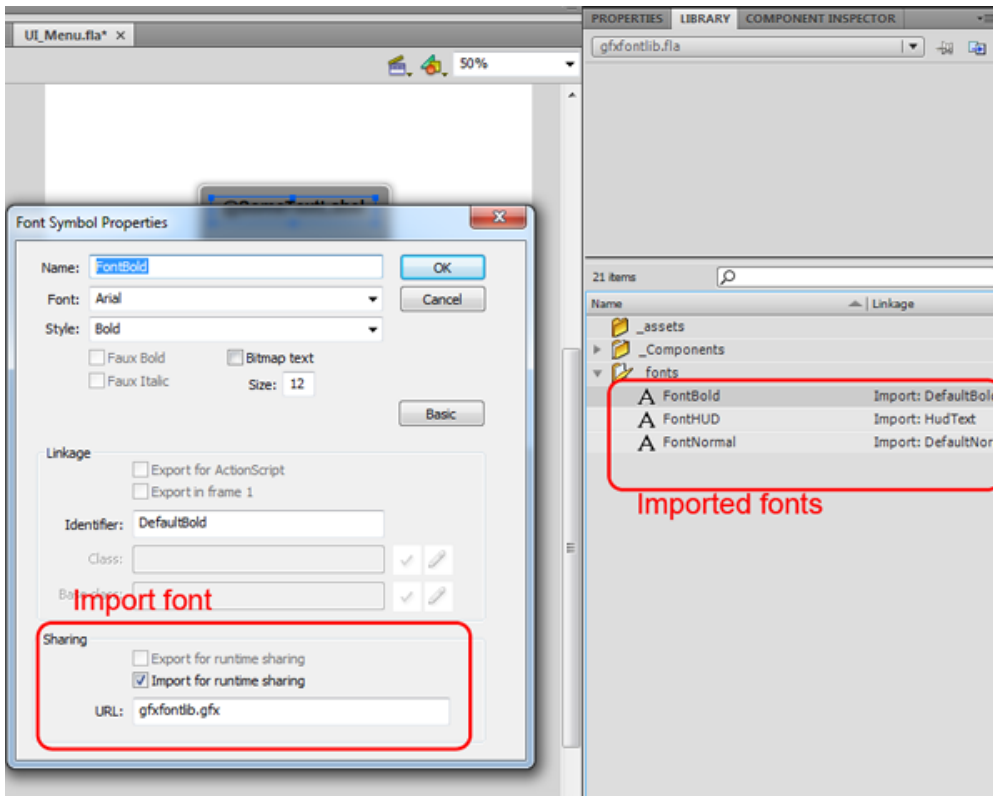 PROPERTIES LIBRARY COMPONENT INSPECTOR
UI_Menu.fla* ×
gfxfontlib.fla
50%
Font Symbol Properties
Name: FontBold
OK
Font: Arial
Cancel
Style: Bold
Faux Bold
Bitmap text
Faux Italic
Size: 12
Basic
Linkage
Export for ActionScript
Export in frame 1
Identifier: DefaultBold
Class:
Import font
Sharing
Export for runtime sharing
Import for runtime sharing
URL: gfxfontlib.gfx
21 items
Name Linkage
_assets
_Components
_fonts
FontBold Import: DefaultBold
FontHUD Import: HudText
FontNormal Import: DefaultNor
Imported fonts